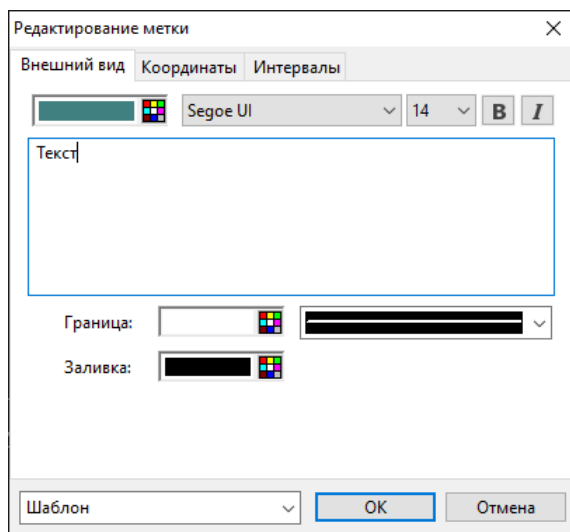 Редактирование метки
Внешний вид Координаты Интервалы
Segoe UI 14 B I
Текст
Граница:
Заливка:
Шаблон OK Отмена